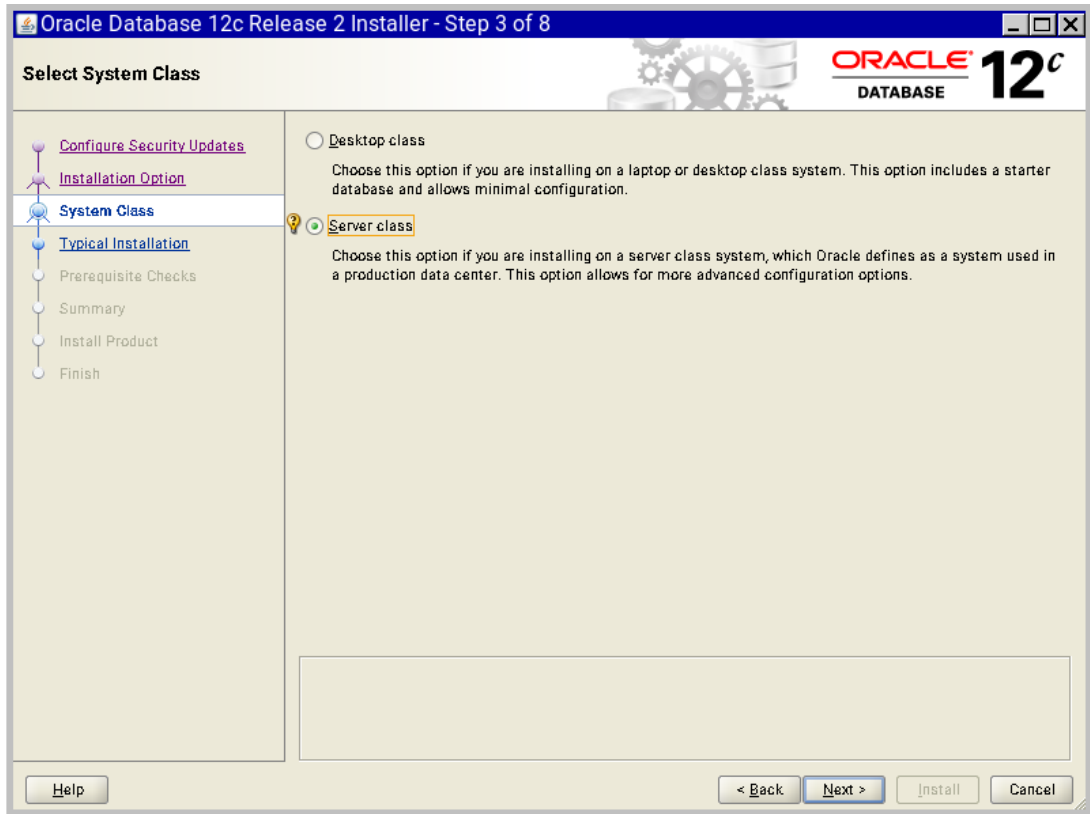 Oracle Database 12c Release 2 Installer - Step 3 of 8
Select System Class
ORACLE
DATABASE
12c
Configure Security Updates
Installation Option
System Class
Typical Installation
Prerequisite Checks
Summary
Install Product
Finish
Desktop class
Choose this option if you are installing on a laptop or desktop class system. This option includes a starter
database and allows minimal configuration.
Server class
Choose this option if you are installing on a server class system, which Oracle defines as a system used in
a production data center. This option allows for more advanced configuration options.
Help
< Back
Next >
Install
Cancel